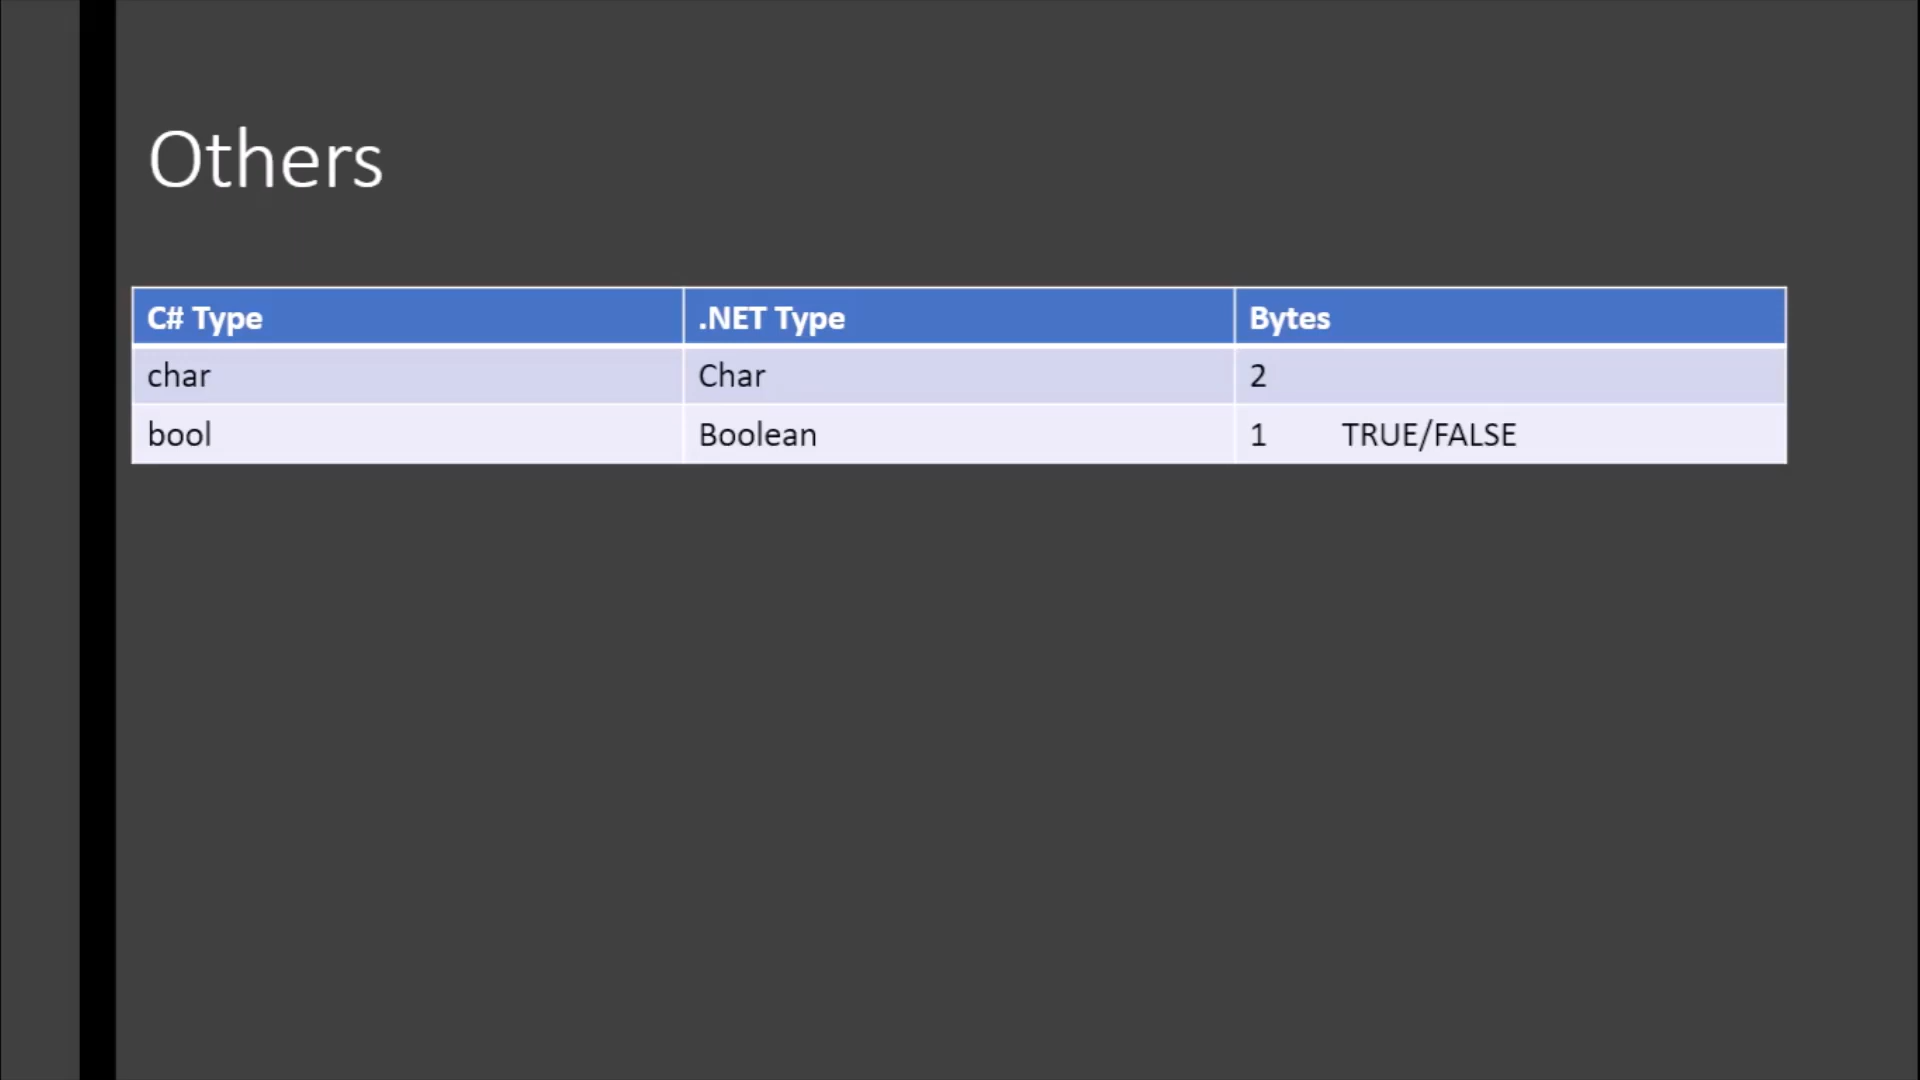 Others
C# Type .NET Type Bytes
char Char 2
bool Boolean 1 TRUE/FALSE